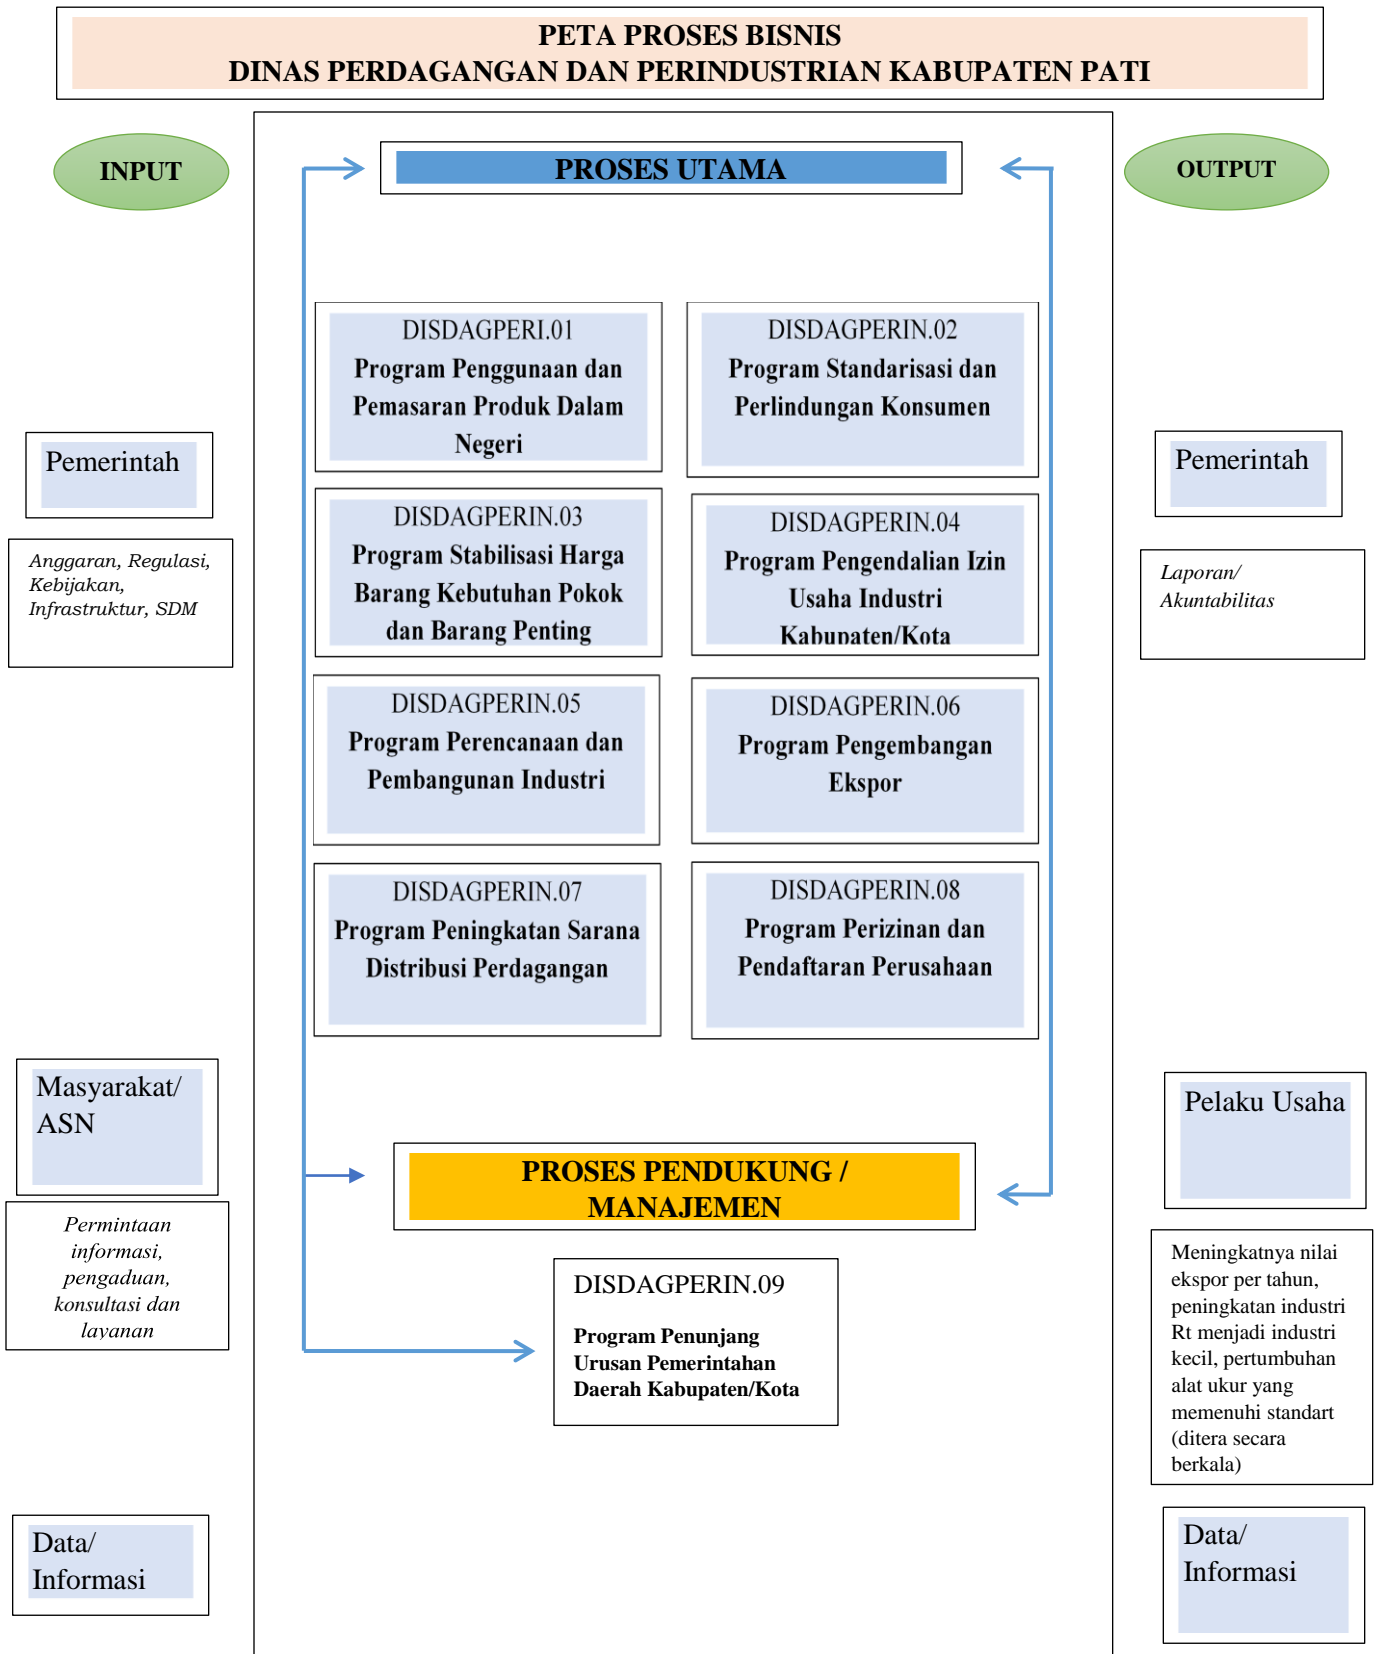 PETA PROSES BISNIS
DINAS PERDAGANGAN DAN PERINDUSTRIAN KABUPATEN PATI
INPUT
PROSES UTAMA
OUTPUT
DISDAGPERI.01
Program Penggunaan dan
Pemasaran Produk Dalam
Negeri
DISDAGPERIN.02
Program Standarisasi dan
Perlindungan Konsumen
Pemerintah
Anggaran, Regulasi,
Kebijakan,
Infrastruktur, SDM
Pemerintah
Laporan/
Akuntabilitas
DISDAGPERIN.03
Program Stabilisasi Harga
Barang Kebutuhan Pokok
dan Barang Penting
DISDAGPERIN.04
Program Pengendalian Izin
Usaha Industri
Kabupaten/Kota
DISDAGPERIN.05
Program Perencanaan dan
Pembangunan Industri
DISDAGPERIN.06
Program Pengembangan
Ekspor
DISDAGPERIN.07
Program Peningkatan Sarana
Distribusi Perdagangan
DISDAGPERIN.08
Program Perizinan dan
Pendaftaran Perusahaan
Masyarakat/
ASN
Permintaan
informasi,
pengaduan,
konsultasi dan
layanan
PROSES PENDUKUNG /
MANAJEMEN
DISDAGPERIN.09
Program Penunjang
Urusan Pemerintahan
Daerah Kabupaten/Kota
Pelaku Usaha
Meningkatnya nilai
ekspor per tahun,
peningkatan industri
Rt menjadi industri
kecil, pertumbuhan
alat ukur yang
memenuhi standart
(ditera secara
berkala)
Data/
Informasi
Data/
Informasi